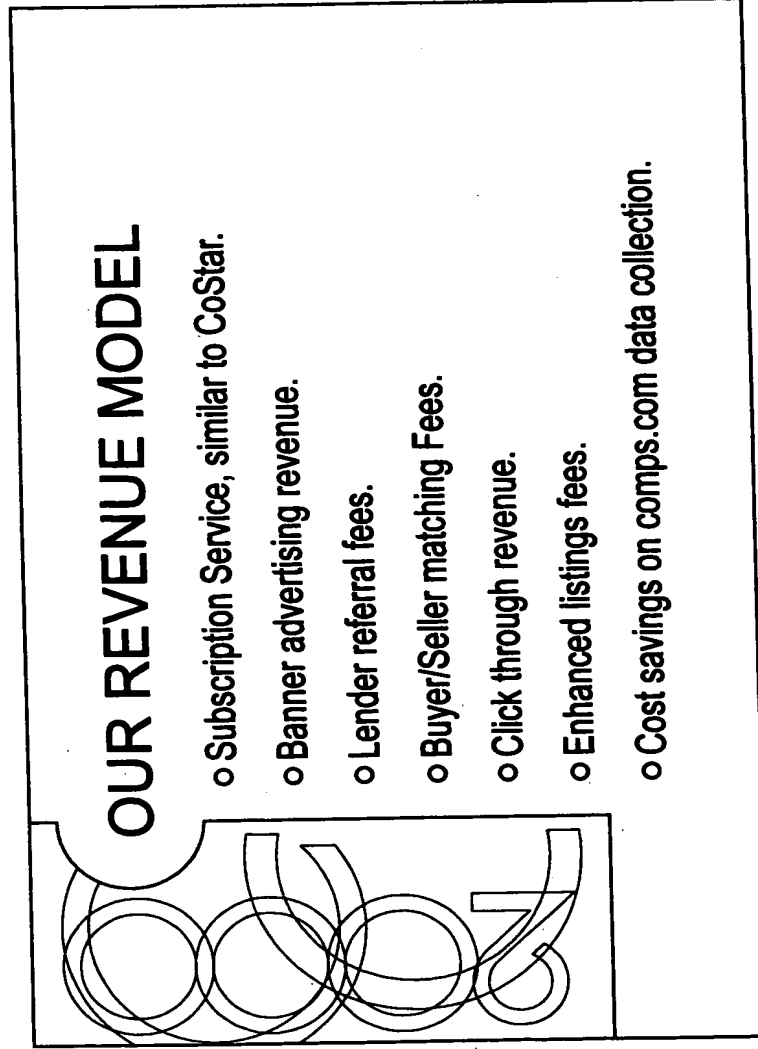 OUR REVENUE MODEL
o Subscription Service, similar to CoStar.
o Banner advertising revenue.
o Lender referral fees.
o Buyer/Seller matching Fees.
o Click through revenue.
o Enhanced listings fees.
o Cost savings on comps.com data collection.